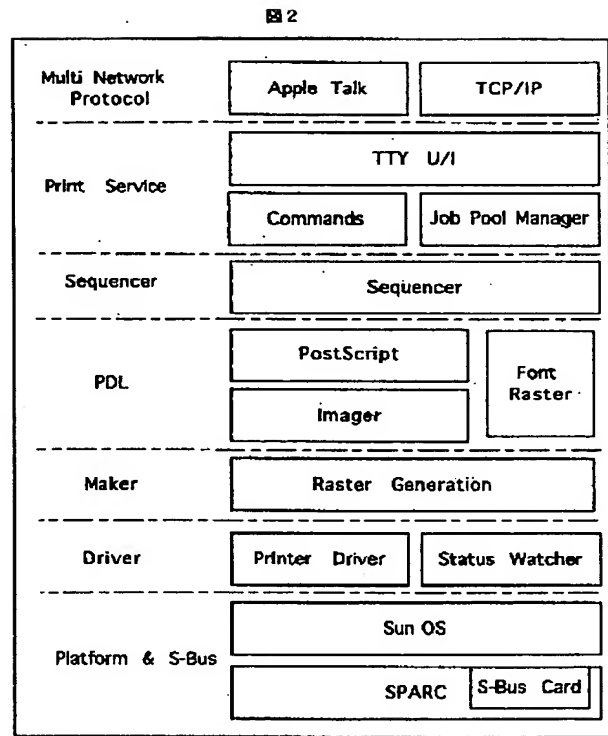 図2
Multi Network
Protocol
Apple Talk
TCP/IP
TTY U/I
Print Service
Commands
Job Pool Manager
Sequencer
Sequencer
PostScript
PDL
Font
Raster
Imager
Maker
Raster Generation
Driver
Printer Driver
Status Watcher
Sun OS
Platform & S-Bus
SPARC
S-Bus Card